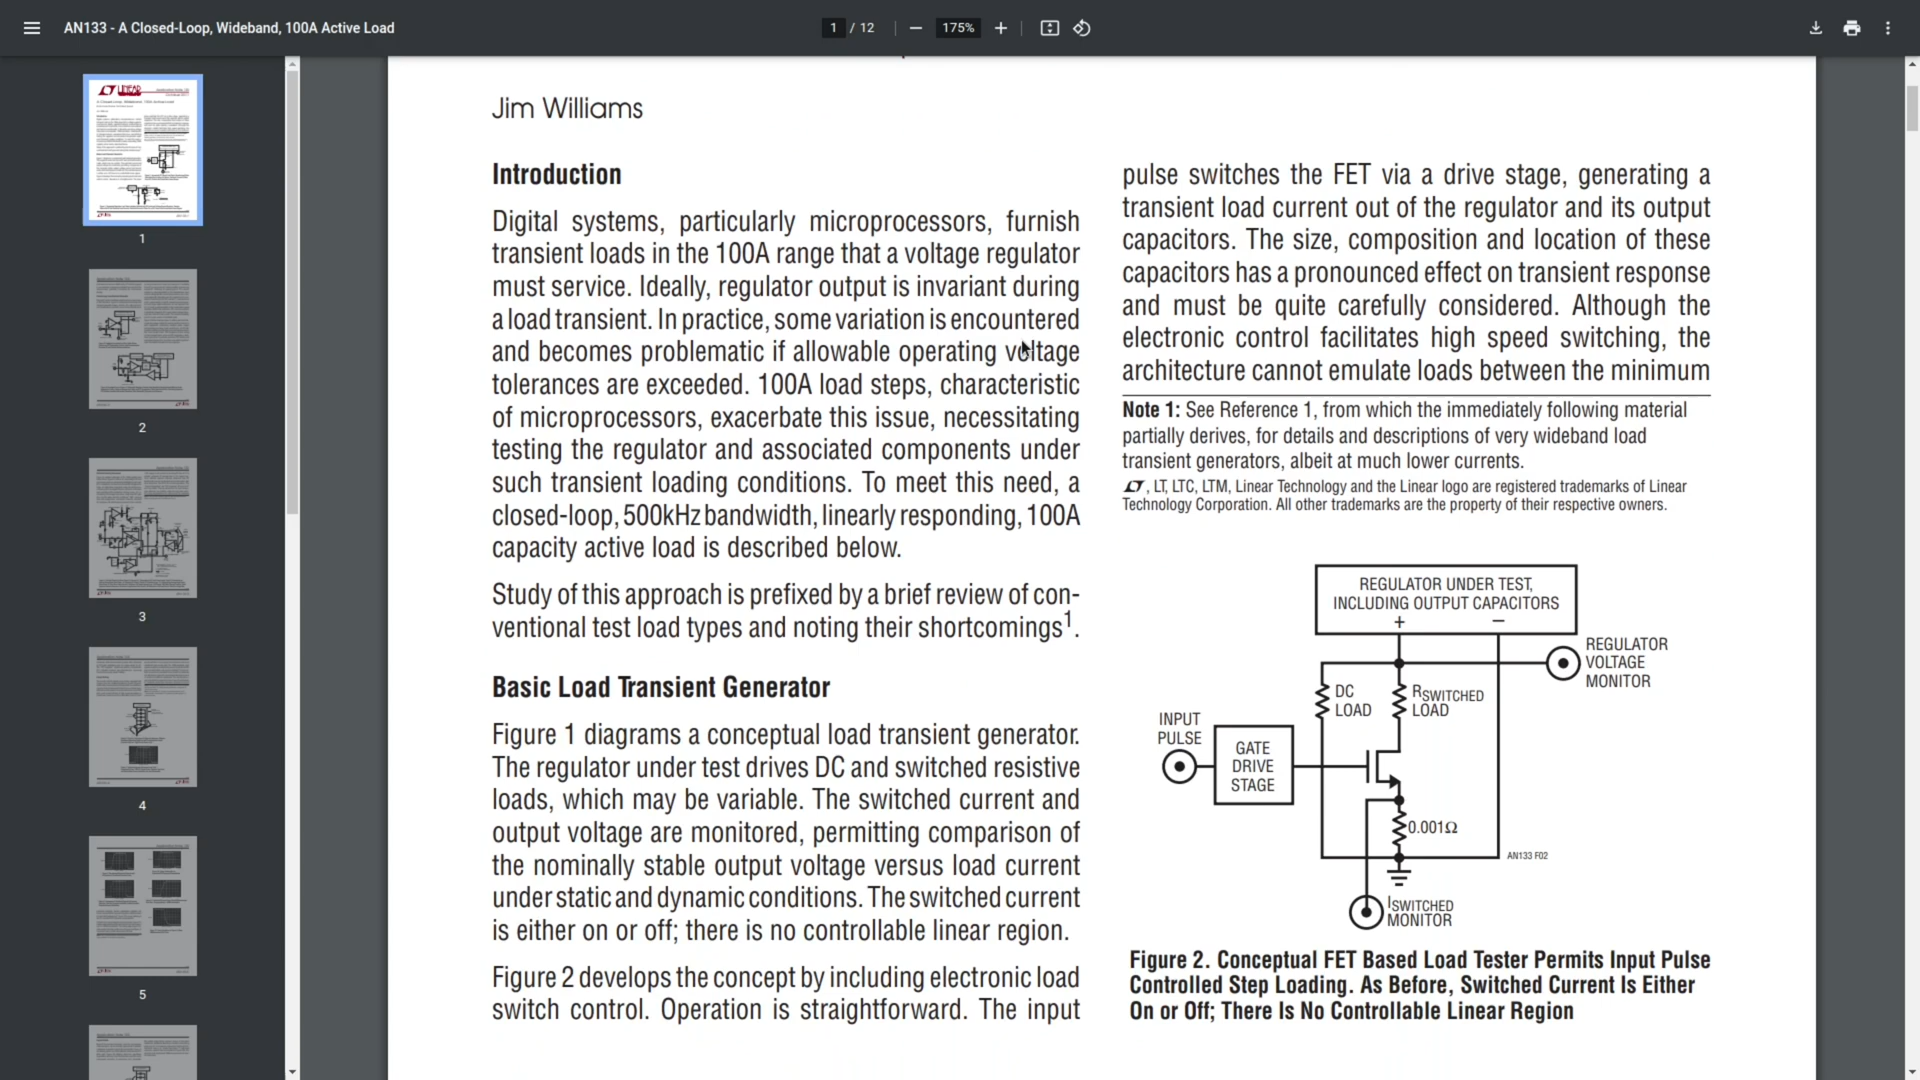 AN133 - A Closed-Loop, Wideband, 100A Active Load
1 / 12
175%
1
2
3
4
5
Jim Williams
Introduction
Digital systems, particularly microprocessors, furnish
transient loads in the 100A range that a voltage regulator
must service. Ideally, regulator output is invariant during
a load transient. In practice, some variation is encountered
and becomes problematic if allowable operating voltage
tolerances are exceeded. 100A load steps, characteristic
of microprocessors, exacerbate this issue, necessitating
testing the regulator and associated components under
such transient loading conditions. To meet this need, a
closed-loop, 500kHz bandwidth, linearly responding, 100A
capacity active load is described below.
Study of this approach is prefixed by a brief review of con-
ventional test load types and noting their shortcomings1.
Basic Load Transient Generator
Figure 1 diagrams a conceptual load transient generator.
The regulator under test drives DC and switched resistive
loads, which may be variable. The switched current and
output voltage are monitored, permitting comparison of
the nominally stable output voltage versus load current
under static and dynamic conditions. The switched current
is either on or off; there is no controllable linear region.
Figure 2 develops the concept by including electronic load
switch control. Operation is straightforward. The input
pulse switches the FET via a drive stage, generating a
transient load current out of the regulator and its output
capacitors. The size, composition and location of these
capacitors has a pronounced effect on transient response
and must be quite carefully considered. Although the
electronic control facilitates high speed switching, the
architecture cannot emulate loads between the minimum
Note 1: See Reference 1, from which the immediately following material
partially derives, for details and descriptions of very wideband load
transient generators, albeit at much lower currents.
, LT, LTC, LTM, Linear Technology and the Linear logo are registered trademarks of Linear
Technology Corporation. All other trademarks are the property of their respective owners.
REGULATOR UNDER TEST,
INCLUDING OUTPUT CAPACITORS
+ −
REGULATOR
VOLTAGE
MONITOR
DC
LOAD
RSWITCHED
LOAD
INPUT
PULSE
GATE
DRIVE
STAGE
0.001Ω
AN133 F02
ISWITCHED
MONITOR
Figure 2. Conceptual FET Based Load Tester Permits Input Pulse
Controlled Step Loading. As Before, Switched Current Is Either
On or Off; There Is No Controllable Linear Region